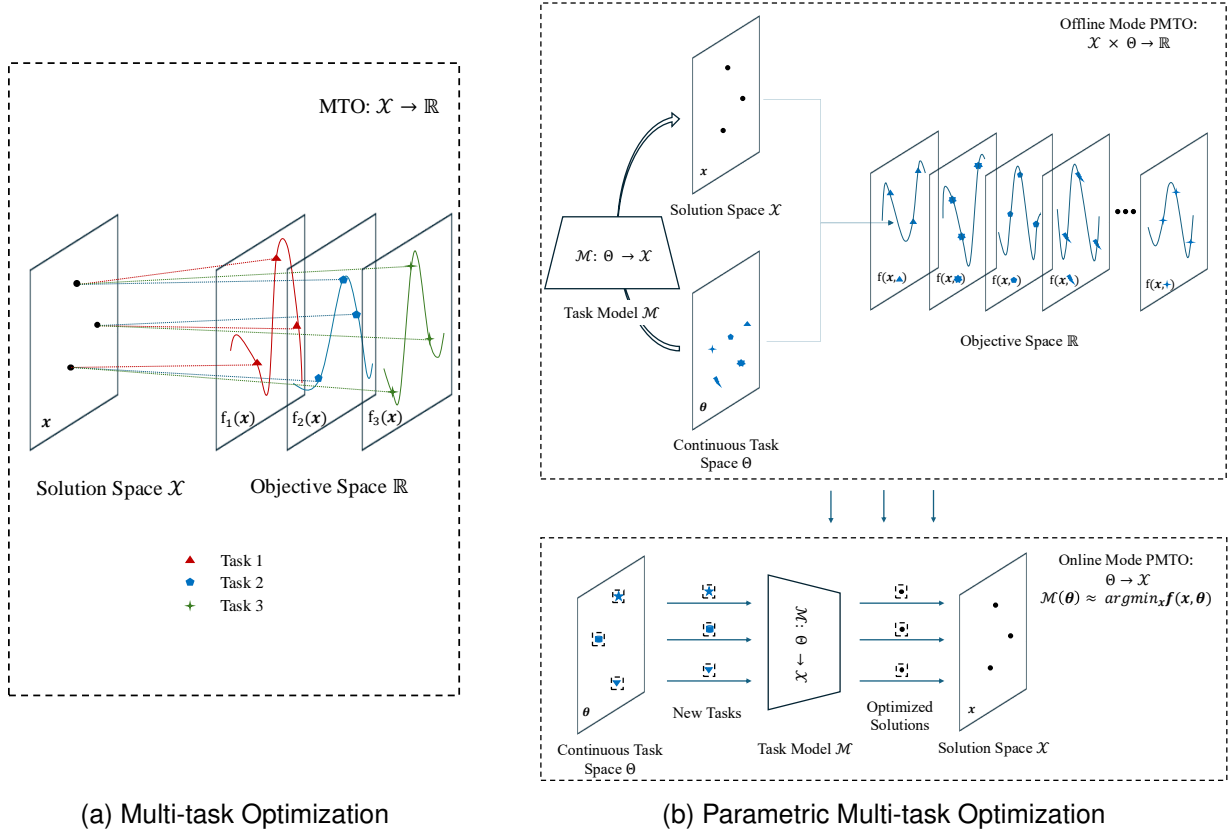 MTO: 𝒳 → ℝ
x
f₁(x)
f₂(x)
f₃(x)
Solution Space 𝒳
Objective Space ℝ
Task 1
Task 2
Task 3
(a) Multi-task Optimization
Offline Mode PMTO:
𝒳 × Θ → ℝ
x
Solution Space 𝒳
ℳ: Θ → 𝒳
Task Model ℳ
θ
Continuous Task
Space Θ
f(x,▲)
f(x,✹)
f(x,⬟)
f(x, )
f(x,✦)
•••
Objective Space ℝ
Online Mode PMTO:
Θ → 𝒳
ℳ(θ) ≈ argminₓf(x, θ)
θ
Continuous Task
Space Θ
New Tasks
ℳ: Θ → 𝒳
Task Model ℳ
Optimized
Solutions
x
Solution Space 𝒳
(b) Parametric Multi-task Optimization